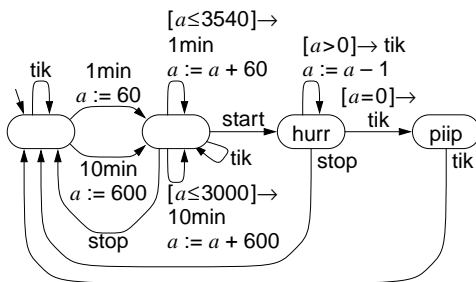 [a≤3540]→
1min
a := a + 60
tik
1min
a := 60
[a>0]→ tik
a := a − 1
[a=0]→
start
hurr
tik
piip
10min
a := 600
tik
stop
tik
[a≤3000]→
10min
a := a + 600
stop